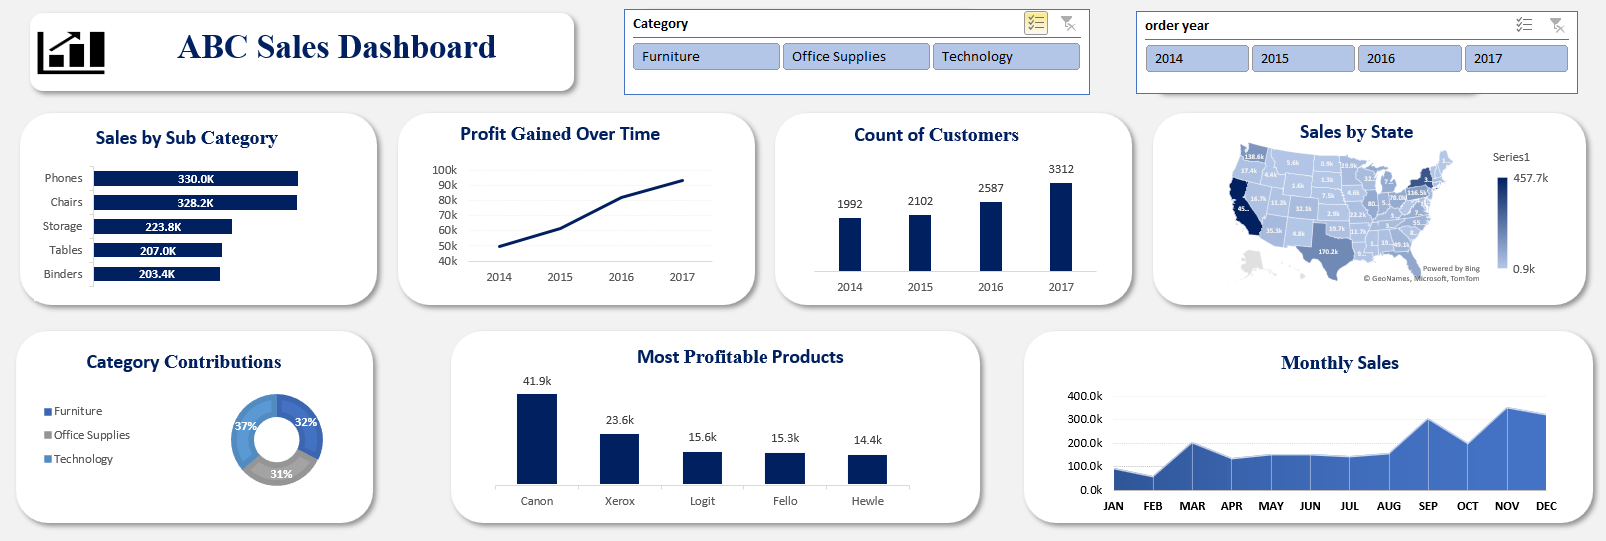 ABC Sales Dashboard
Category
Furniture
Office Supplies
Technology
order year
2014
2015
2016
2017
Sales by Sub Category
Phones 330.0K
Chairs 328.2K
Storage 223.8K
Tables 207.0K
Binders 203.4K
Profit Gained Over Time
100k
90k
80k
70k
60k
50k
40k
2014 2015 2016 2017
Count of Customers
1992 2102 2587 3312
2014 2015 2016 2017
Sales by State
138.6k
17.4k
4.4k
5.6k
1.6k
0.9k
1.3k
7.5k
2.9k
16.7k
11.2k
32.1k
45...
35.3k
4.8k
19.7k
170.2k
4.6k
22.2k
11.7k
80...
78.0k
116.5k
49.1k
Powered by Bing
© GeoNames, Microsoft, TomTom
Series1
457.7k
0.9k
Category Contributions
Furniture
Office Supplies
Technology
37%
32%
31%
Most Profitable Products
41.9k 23.6k 15.6k 15.3k 14.4k
Canon Xerox Logit Fello Hewle
Monthly Sales
400.0k
300.0k
200.0k
100.0k
0.0k
JAN FEB MAR APR MAY JUN JUL AUG SEP OCT NOV DEC